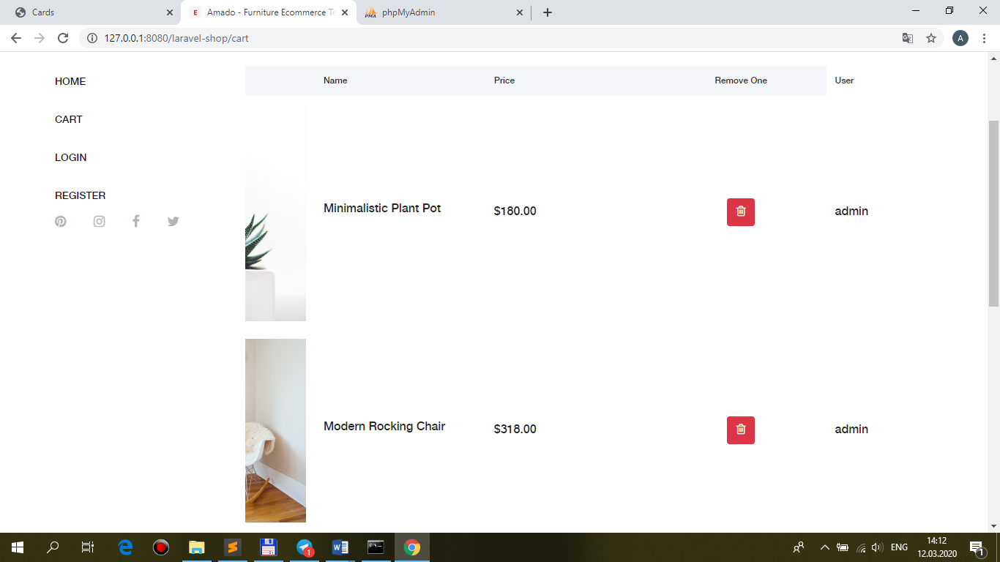 Cards
Amado - Furniture Ecommerce Te
phpMyAdmin
127.0.0.1:8080/laravel-shop/cart
A
HOME
CART
LOGIN
REGISTER
Name Price Remove One User
Minimalistic Plant Pot $180.00 admin
Modern Rocking Chair $318.00 admin
1
ENG
14:12
12.03.2020
1